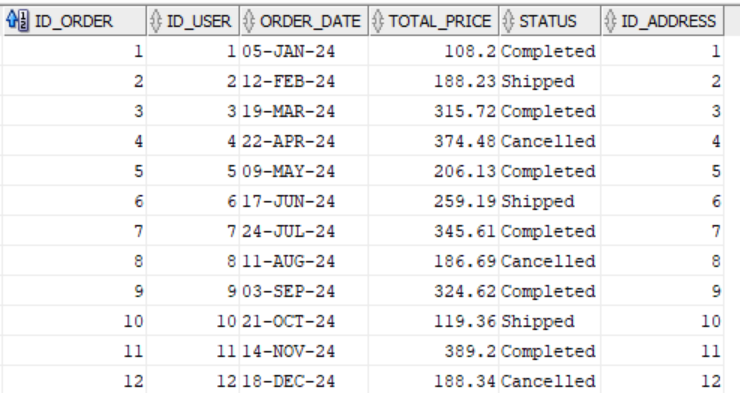 ID_ORDER ID_USER ORDER_DATE TOTAL_PRICE STATUS ID_ADDRESS
1 1 05-JAN-24 108.2 Completed 1
2 2 12-FEB-24 188.23 Shipped 2
3 3 19-MAR-24 315.72 Completed 3
4 4 22-APR-24 374.48 Cancelled 4
5 5 09-MAY-24 206.13 Completed 5
6 6 17-JUN-24 259.19 Shipped 6
7 7 24-JUL-24 345.61 Completed 7
8 8 11-AUG-24 186.69 Cancelled 8
9 9 03-SEP-24 324.62 Completed 9
10 10 21-OCT-24 119.36 Shipped 10
11 11 14-NOV-24 389.2 Completed 11
12 12 18-DEC-24 188.34 Cancelled 12